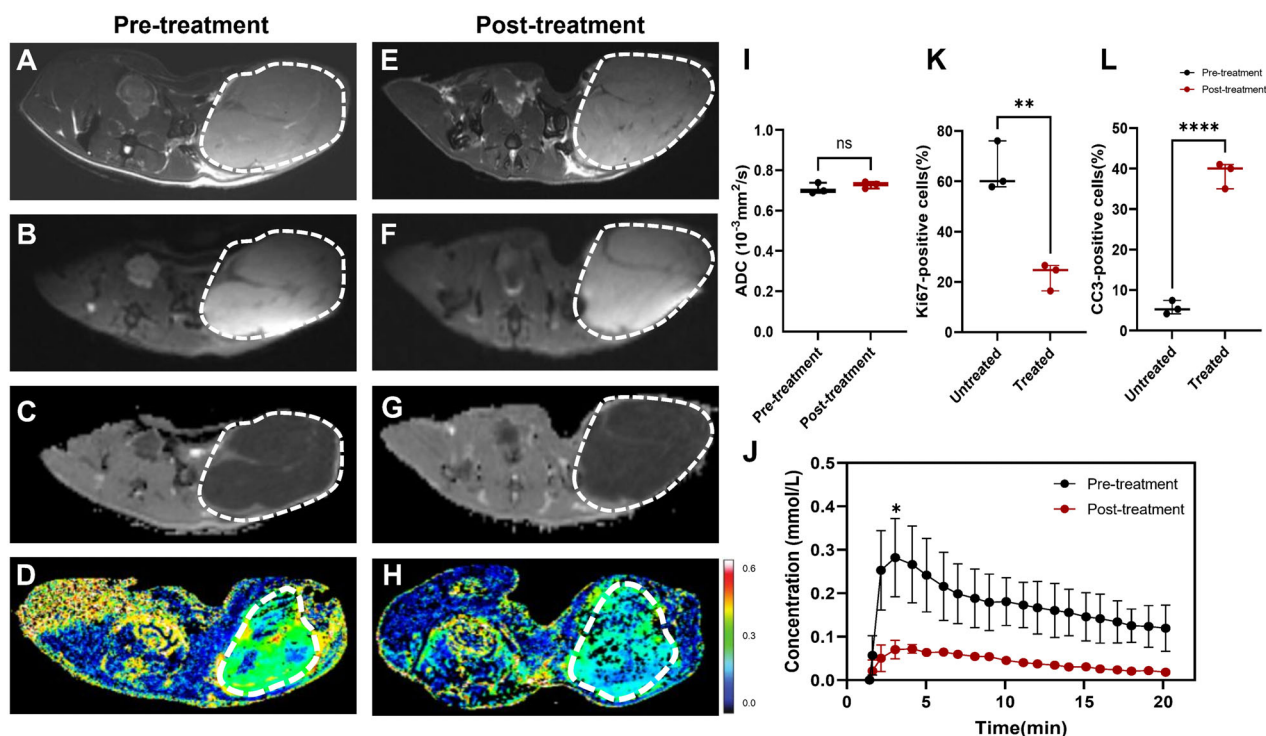 Pre-treatment
Post-treatment
A
E
B
F
C
G
D
H
0.6
0.3
0.0
I
ns
1.0
0.8
0.6
0.4
0.2
0.0
ADC (10⁻³mm²/s)
Pre-treatment
Post-treatment
K
**
80
60
40
20
0
Ki67-positive cells(%)
Untreated
Treated
L
Pre-treatment
Post-treatment
****
50
40
30
20
10
0
CC3-positive cells(%)
Untreated
Treated
J
Pre-treatment
Post-treatment
*
0.5
0.4
0.3
0.2
0.1
0.0
Concentration (mmol/L)
0
5
10
15
20
Time(min)